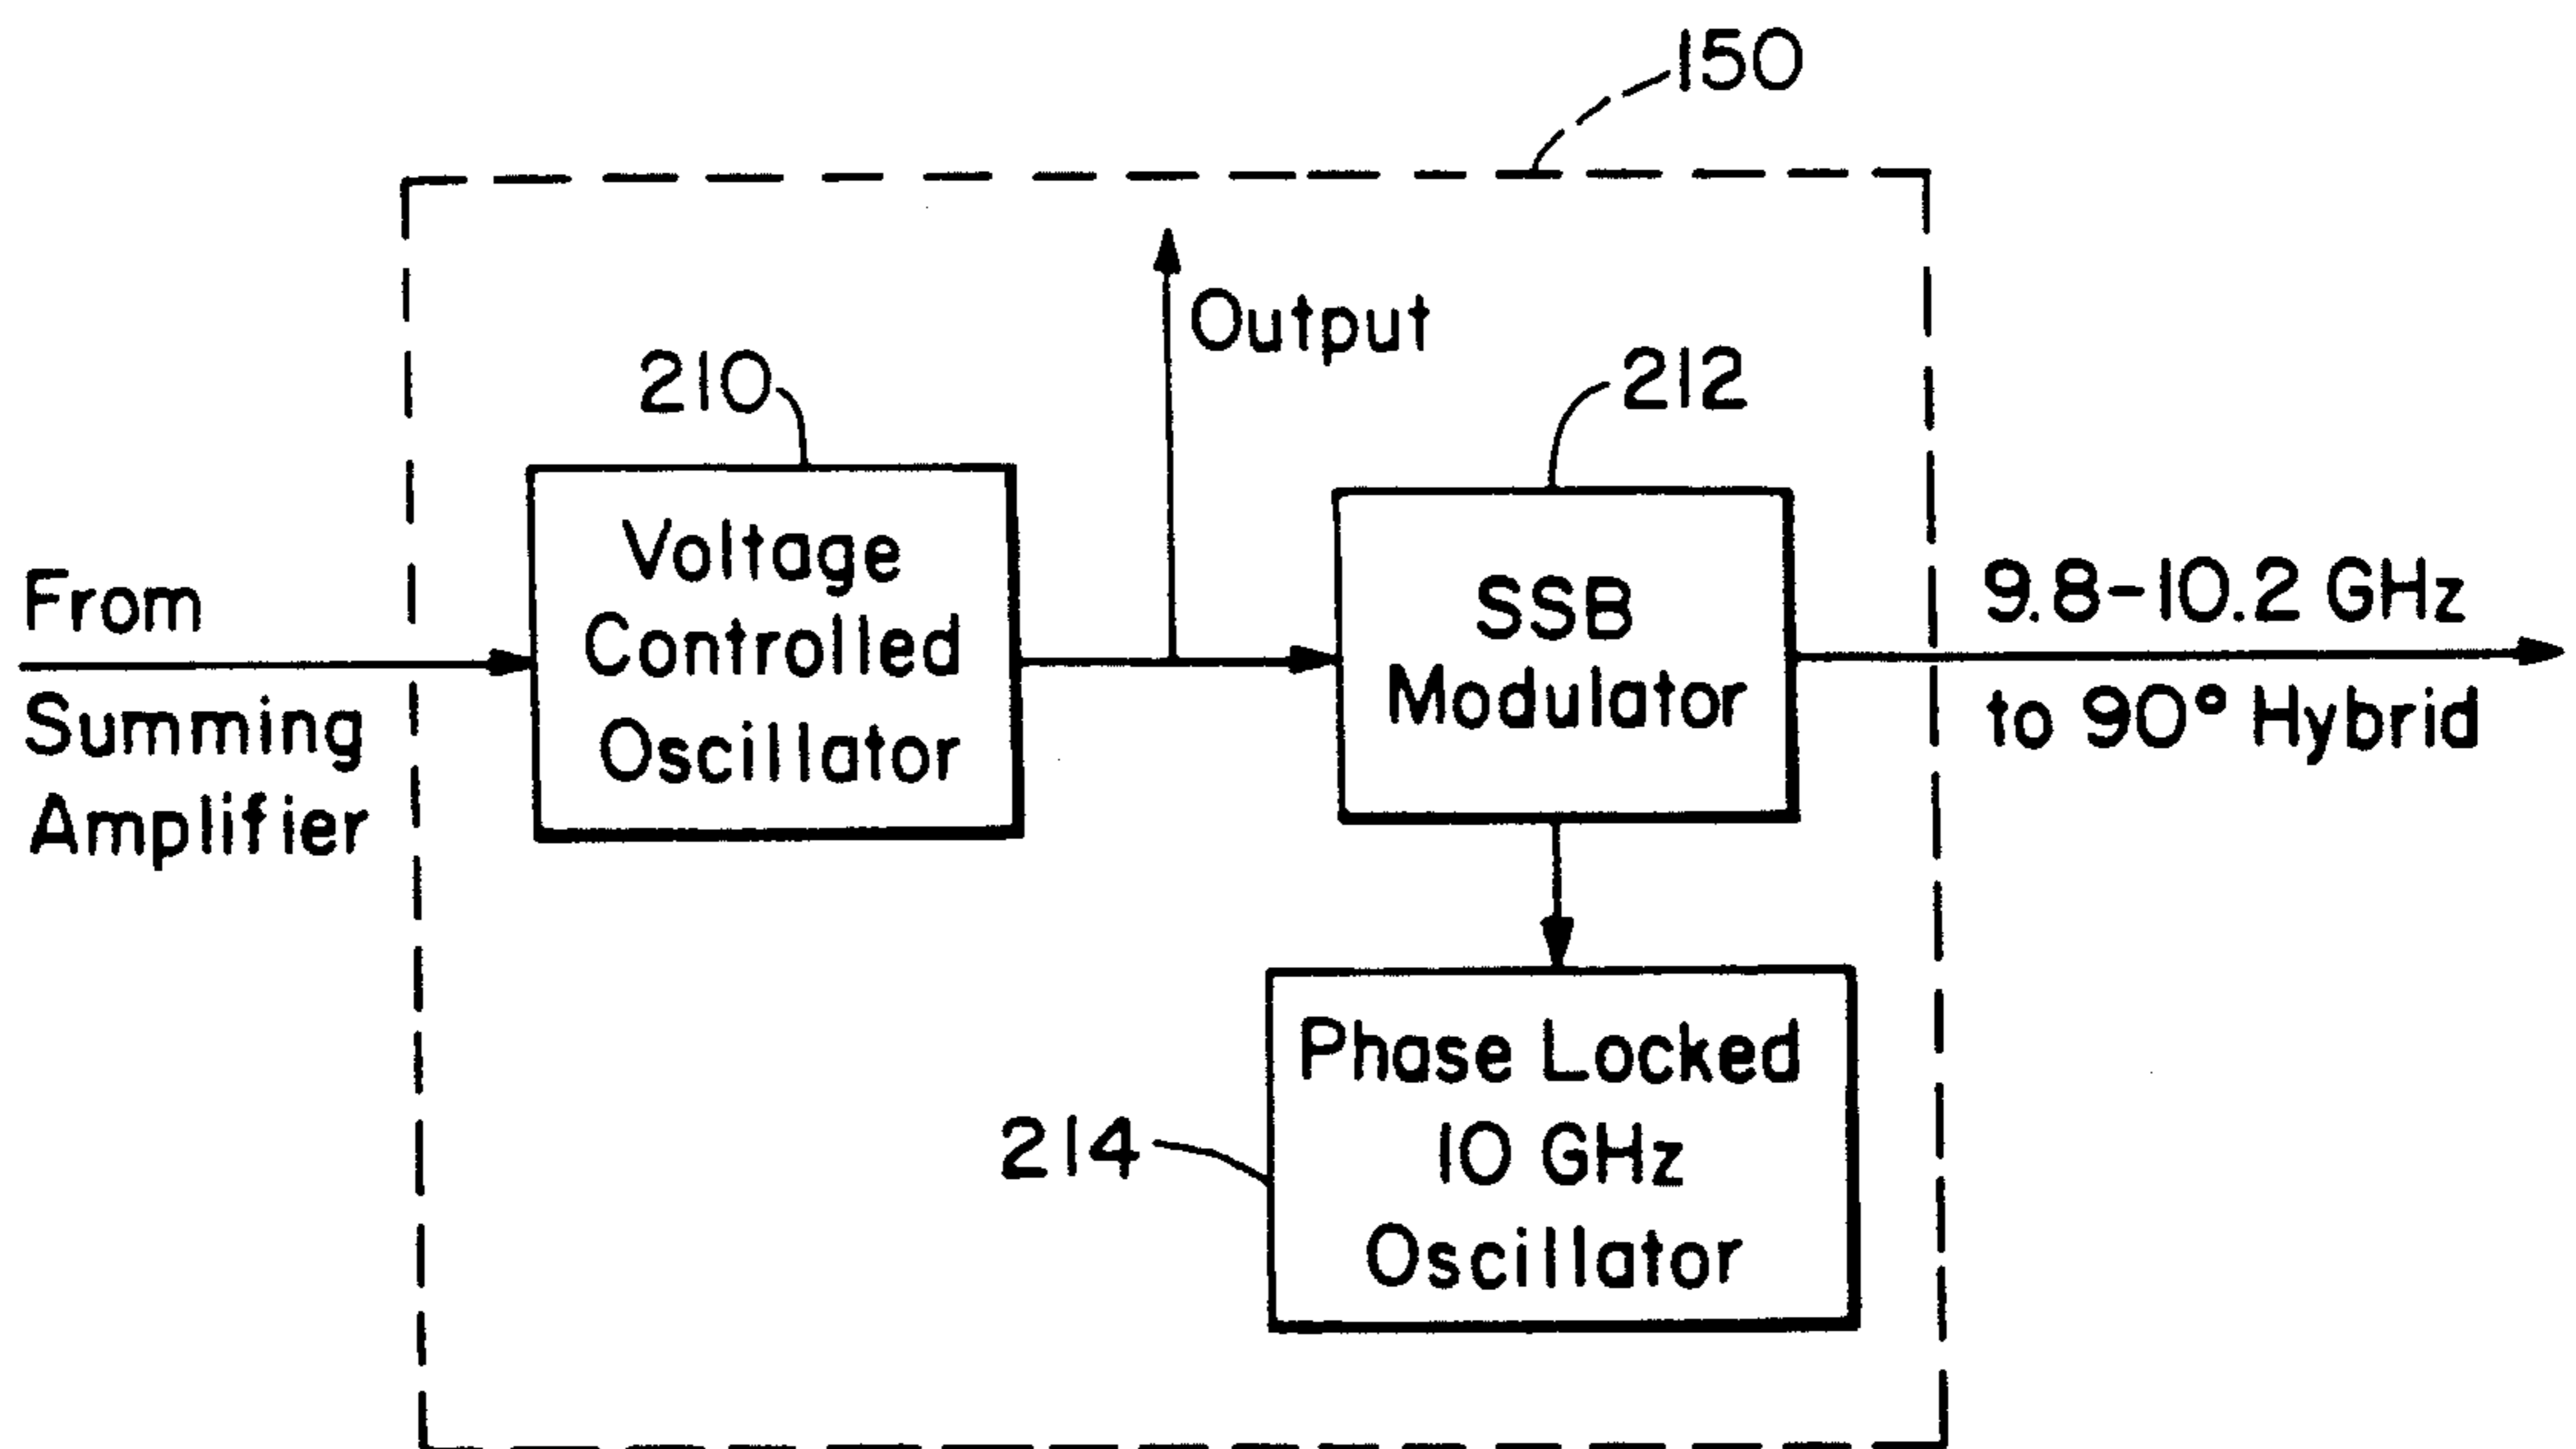 150
Output
210
212
Voltage
Controlled
Oscillator
SSB
Modulator
From
Summing
Amplifier
9.8-10.2 GHz
to 90° Hybrid
214
Phase Locked
10 GHz
Oscillator